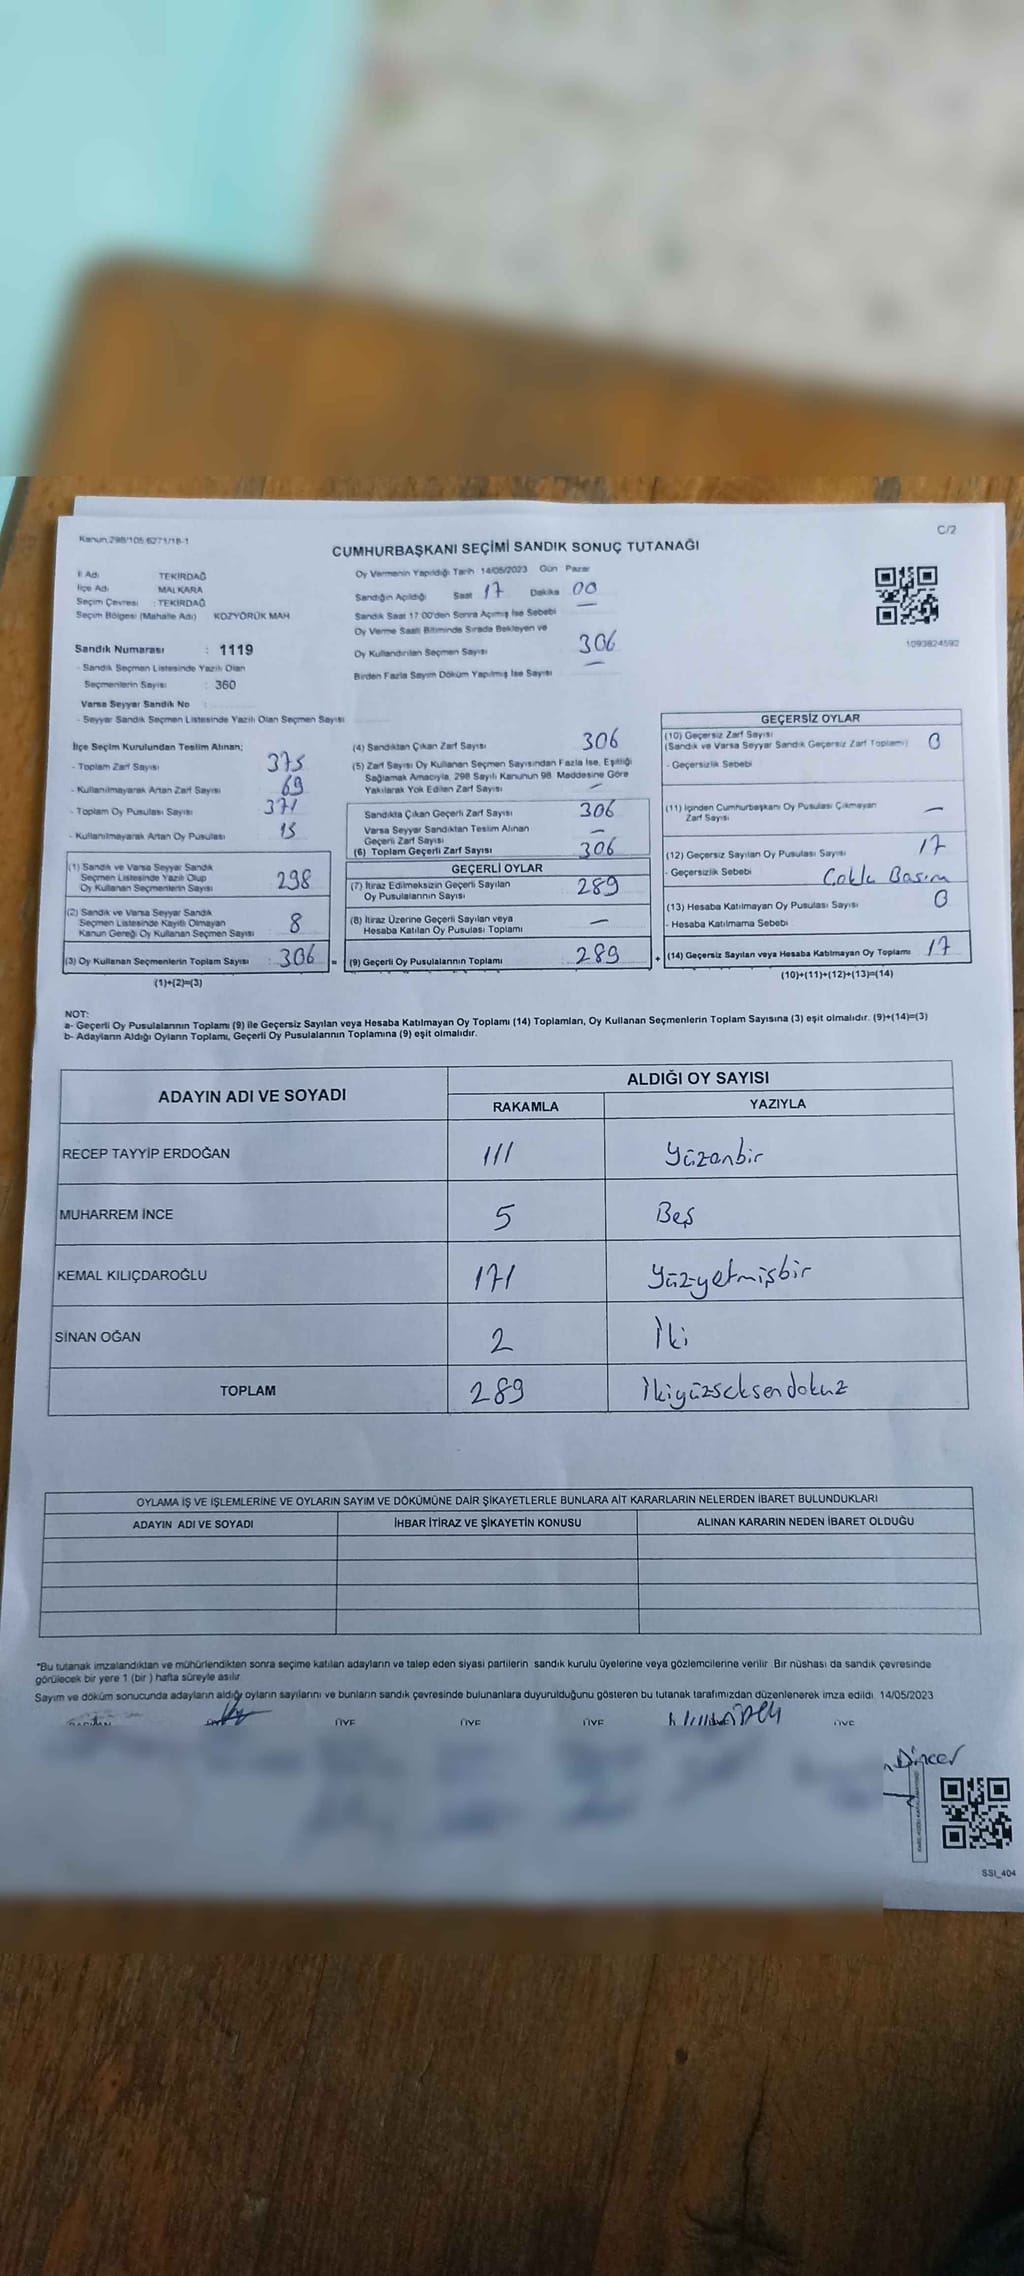 Kanun,298/105 6271/18-1
C/2
CUMHURBAŞKANI SEÇİMİ SANDIK SONUÇ TUTANAĞI
İl Adı TEKİRDAĞ
İlçe Adı MALKARA
Seçim Çevresi : TEKİRDAĞ
Seçim Bölgesi (Mahalle Adı) KOZYÖRÜK MAH
Sandık Numarası : 1119
- Sandık Seçmen Listesinde Yazılı Olan
Seçmenlerin Sayısı : 360
Varsa Seyyar Sandık No
- Seyyar Sandık Seçmen Listesinde Yazılı Olan Seçmen Sayısı
Oy Vermenin Yapıldığı Tarih 14/05/2023 Gün Pazar
Sandığın Açıldığı Saat 17 Dakika 00
Sandık Saat 17 00'den Sonra Açılmış İse Sebebi —
Oy Verme Saati Bitiminde Sırada Bekleyen ve
Oy Kullandırılan Seçmen Sayısı 306
Birden Fazla Sayım Döküm Yapılmış İse Sayısı —
1093824592
İlçe Seçim Kurulundan Teslim Alınan;
- Toplam Zarf Sayısı 375
- Kullanılmayarak Artan Zarf Sayısı 69
- Toplam Oy Pusulası Sayısı 371
- Kullanılmayarak Artan Oy Pusulası
(1) Sandık ve Varsa Seyyar Sandık
Seçmen Listesinde Yazılı Olup
Oy Kullanan Seçmenlerin Sayısı 298
(2) Sandık ve Varsa Seyyar Sandık
Seçmen Listesinde Kayıtlı Olmayan
Kanun Gereği Oy Kullanan Seçmen Sayısı 8
(3) Oy Kullanan Seçmenlerin Toplam Sayısı : 306
(1)+(2)=(3)
(4) Sandıktan Çıkan Zarf Sayısı 306
(5) Zarf Sayısı Oy Kullanan Seçmen Sayısından Fazla İse, Eşitliği
Sağlamak Amacıyla, 298 Sayılı Kanunun 98. Maddesine Göre
Yakılarak Yok Edilen Zarf Sayısı —
Sandıkta Çıkan Geçerli Zarf Sayısı 306
Varsa Seyyar Sandıktan Teslim Alınan
Geçerli Zarf Sayısı —
(6) Toplam Geçerli Zarf Sayısı 306
GEÇERLİ OYLAR
(7) İtiraz Edilmeksizin Geçerli Sayılan
Oy Pusulalarının Sayısı 289
(8) İtiraz Üzerine Geçerli Sayılan veya
Hesaba Katılan Oy Pusulası Toplamı —
= (9) Geçerli Oy Pusulalarının Toplamı 289
GEÇERSİZ OYLAR
(10) Geçersiz Zarf Sayısı
(Sandık ve Varsa Seyyar Sandık Geçersiz Zarf Toplamı) 0
- Geçersizlik Sebebi
(11) İçinden Cumhurbaşkanı Oy Pusulası Çıkmayan
Zarf Sayısı —
(12) Geçersiz Sayılan Oy Pusulası Sayısı 17
- Geçersizlik Sebebi Çoklu Basım
(13) Hesaba Katılmayan Oy Pusulası Sayısı 0
- Hesaba Katılmama Sebebi
+ (14) Geçersiz Sayılan veya Hesaba Katılmayan Oy Toplamı 17
(10)+(11)+(12)+(13)=(14)
NOT:
a- Geçerli Oy Pusulalarının Toplamı (9) ile Geçersiz Sayılan veya Hesaba Katılmayan Oy Toplamı (14) Toplamları, Oy Kullanan Seçmenlerin Toplam Sayısına (3) eşit olmalıdır. (9)+(14)=(3)
b- Adayların Aldığı Oyların Toplamı, Geçerli Oy Pusulalarının Toplamına (9) eşit olmalıdır.
ADAYIN ADI VE SOYADI ALDIĞI OY SAYISI
RAKAMLA YAZIYLA
RECEP TAYYİP ERDOĞAN 111 Yüzonbir
MUHARREM İNCE 5 Beş
KEMAL KILIÇDAROĞLU 171 Yüzyetmişbir
SİNAN OĞAN 2 İki
TOPLAM 289 İkiyüzseksendokuz
OYLAMA İŞ VE İŞLEMLERİNE VE OYLARIN SAYIM VE DÖKÜMÜNE DAİR ŞİKAYETLERLE BUNLARA AİT KARARLARIN NELERDEN İBARET BULUNDUKLARI
ADAYIN ADI VE SOYADI İHBAR İTİRAZ VE ŞİKAYETİN KONUSU ALINAN KARARIN NEDEN İBARET OLDUĞU
*Bu tutanak imzalandıktan ve mühürlendikten sonra seçime katılan adayların ve talep eden siyasi partilerin sandık kurulu üyelerine veya gözlemcilerine verilir. Bir nüshası da sandık çevresinde
görülecek bir yere 1 (bir ) hafta süreyle asılır.
Sayım ve döküm sonucunda adayların aldığı oyların sayılarını ve bunların sandık çevresinde bulunanlara duyurulduğunu gösteren bu tutanak tarafımızdan düzenlenerek imza edildi. 14/05/2023
ÜYE ÜYE ÜYE ÜYE
Dincer
SSI_404